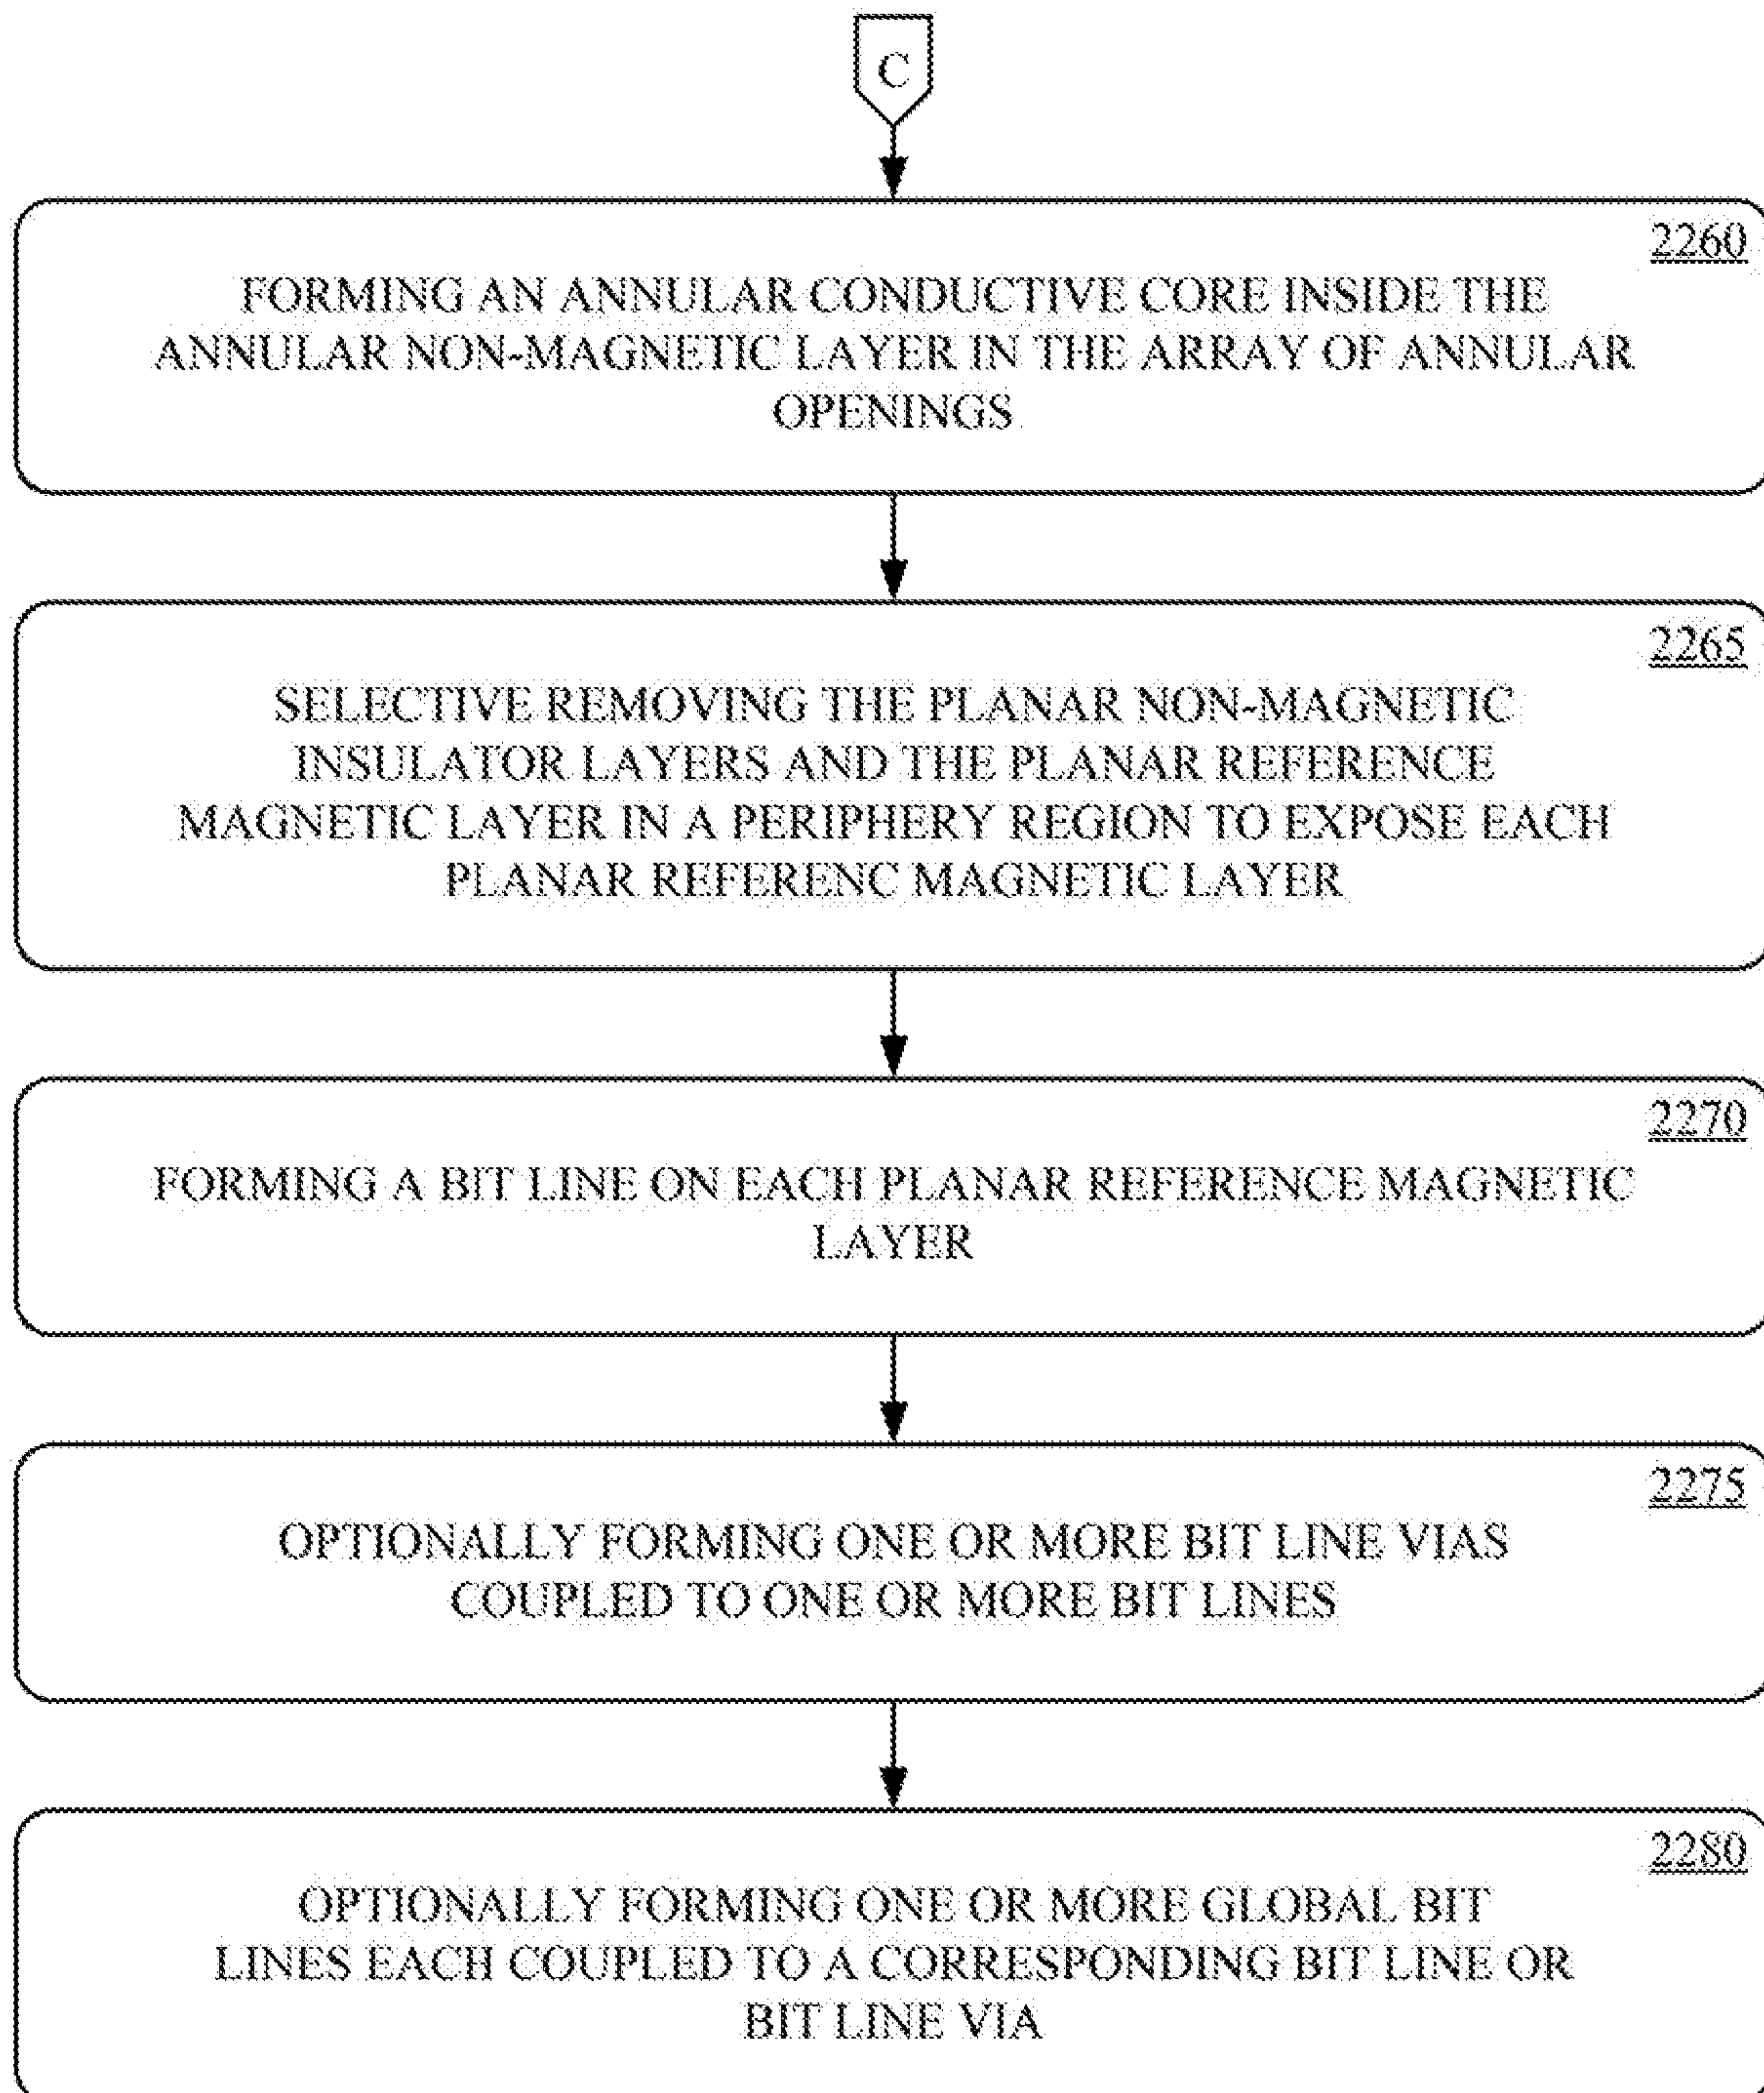 C
2260
FORMING AN ANNULAR CONDUCTIVE CORE INSIDE THE
ANNULAR NON-MAGNETIC LAYER IN THE ARRAY OF ANNULAR
OPENINGS
2265
SELECTIVE REMOVING THE PLANAR NON-MAGNETIC
INSULATOR LAYERS AND THE PLANAR REFERENCE
MAGNETIC LAYER IN A PERIPHERY REGION TO EXPOSE EACH
PLANAR REFERENC MAGNETIC LAYER
2270
FORMING A BIT LINE ON EACH PLANAR REFERENCE MAGNETIC
LAYER
2275
OPTIONALLY FORMING ONE OR MORE BIT LINE VIAS
COUPLED TO ONE OR MORE BIT LINES
2280
OPTIONALLY FORMING ONE OR MORE GLOBAL BIT
LINES EACH COUPLED TO A CORRESPONDING BIT LINE OR
BIT LINE VIA